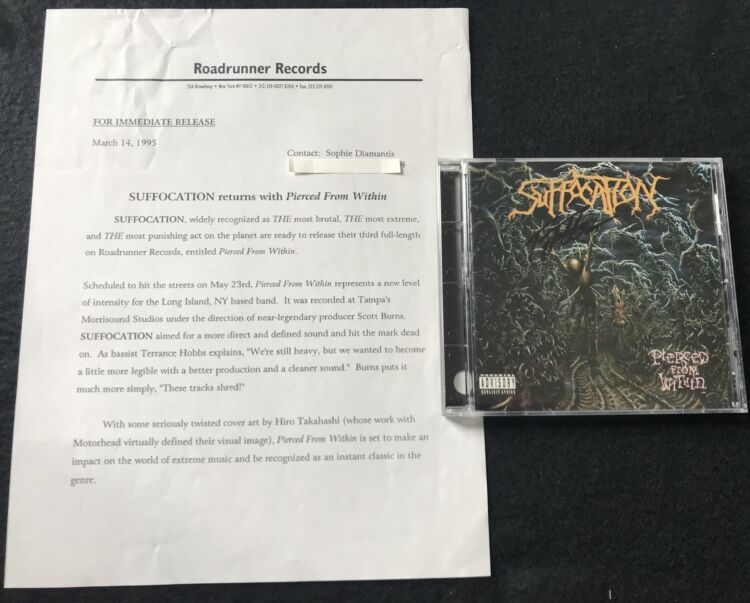 Roadrunner Records
FOR IMMEDIATE RELEASE
March 14, 1995
Contact: Sophie Diamantis
SUFFOCATION returns with Pierced From Within
SUFFOCATION, widely recognized as THE most brutal, THE most extreme,
and THE most punishing act on the planet are ready to release their third full-length
on Roadrunner Records, entitled Pierced From Within.
Scheduled to hit the streets on May 23rd, Pierced From Within represents a new level
of intensity for the Long Island, NY based band. It was recorded at Tampa's
Morrisound Studios under the direction of near-legendary producer Scott Burns.
SUFFOCATION aimed for a more direct and defined sound and hit the mark dead
on. As bassist Terrance Hobbs explains, "We're still heavy, but we wanted to become
a little more legible with a better production and a cleaner sound." Burns puts it
much more simply, "These tracks shred!"
With some seriously twisted cover art by Hiro Takahashi (whose work with
Motorhead virtually defined their visual image), Pierced From Within is set to make an
impact on the world of extreme music and be recognized as an instant classic in the
genre.
SUFFOCATION
PIERCED
FROM
WITHIN
PARENTAL
ADVISORY
EXPLICIT LYRICS